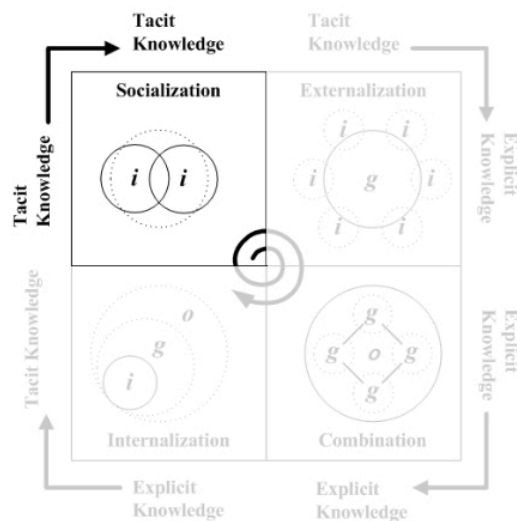 Tacit
Knowledge
Tacit
Knowledge
Socialization
Externalization
i i
i i
i g i
i i
Tacit
Knowledge
Explicit
Knowledge
Tacit Knowledge
Explicit
Knowledge
o
g
i
g
g o g
g
Internalization
Combination
Explicit
Knowledge
Explicit
Knowledge